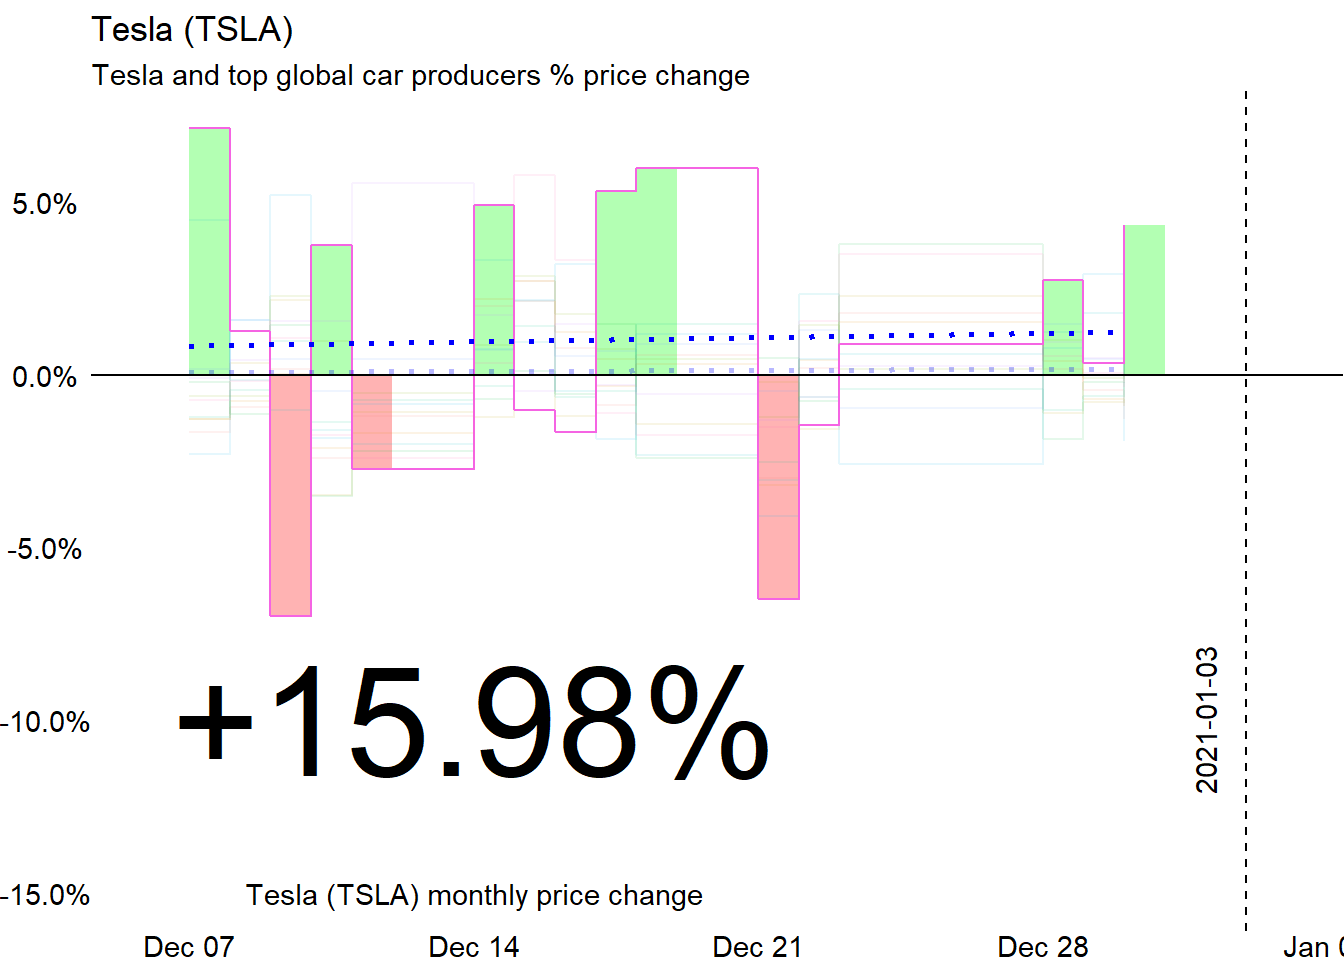 Tesla (TSLA)
Tesla and top global car producers % price change
5.0%
0.0%
-5.0%
-10.0%
-15.0%
+15.98%
2021-01-03
Tesla (TSLA) monthly price change
Dec 07 Dec 14 Dec 21 Dec 28 Jan